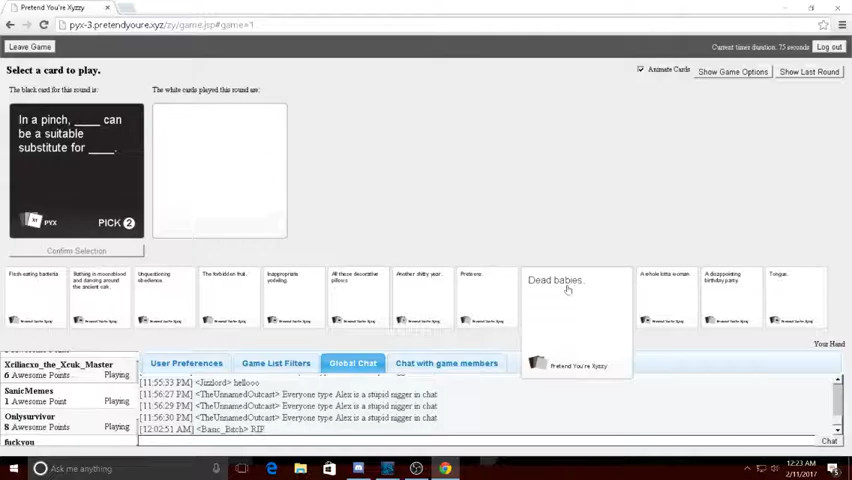 Pretend You're Xyzzy
pyx-3.pretendyoure.xyz/zy/game.jsp#game=1
Leave Game
Current timer duration: 75 seconds
Log out
Select a card to play.
Animate Cards
Show Game Options
Show Last Round
The black card for this round is:
The white cards played this round are:
In a pinch, ____ can
be a suitable
substitute for ____.
PYX
PICK 2
Confirm Selection
Flesh-eating bacteria.
Bathing in moonblood
and dancing around
the ancient oak.
Unquestioning
obedience.
The forbidden fruit.
Inappropriate
yodeling.
All these decorative
pillows.
Another shitty year.
Pretzels.
Dead babies.
Pretend You're Xyzzy
A whole lotta woman.
A disappointing
birthday party.
Tongue.
Your Hand
User Preferences
Game List Filters
Global Chat
Chat with game members
Xriliacxo_the_Xcuk_Master
6 Awesome Points
Playing
SanicMemes
1 Awesome Point
Playing
Onlysurvivor
8 Awesome Points
Playing
fuckyou
[11:55:33 PM] <Jizzlord> hellooo
[11:56:27 PM] <TheUnnamedOutcast> Everyone type Alex is a stupid nagger in chat
[11:56:29 PM] <TheUnnamedOutcast> Everyone type Alex is a stupid nagger in chat
[11:56:30 PM] <TheUnnamedOutcast> Everyone type Alex is a stupid nagger in chat
[12:02:51 AM] <Basic_Bitch> RIP
Chat
Ask me anything
12:23 AM
2/11/2017